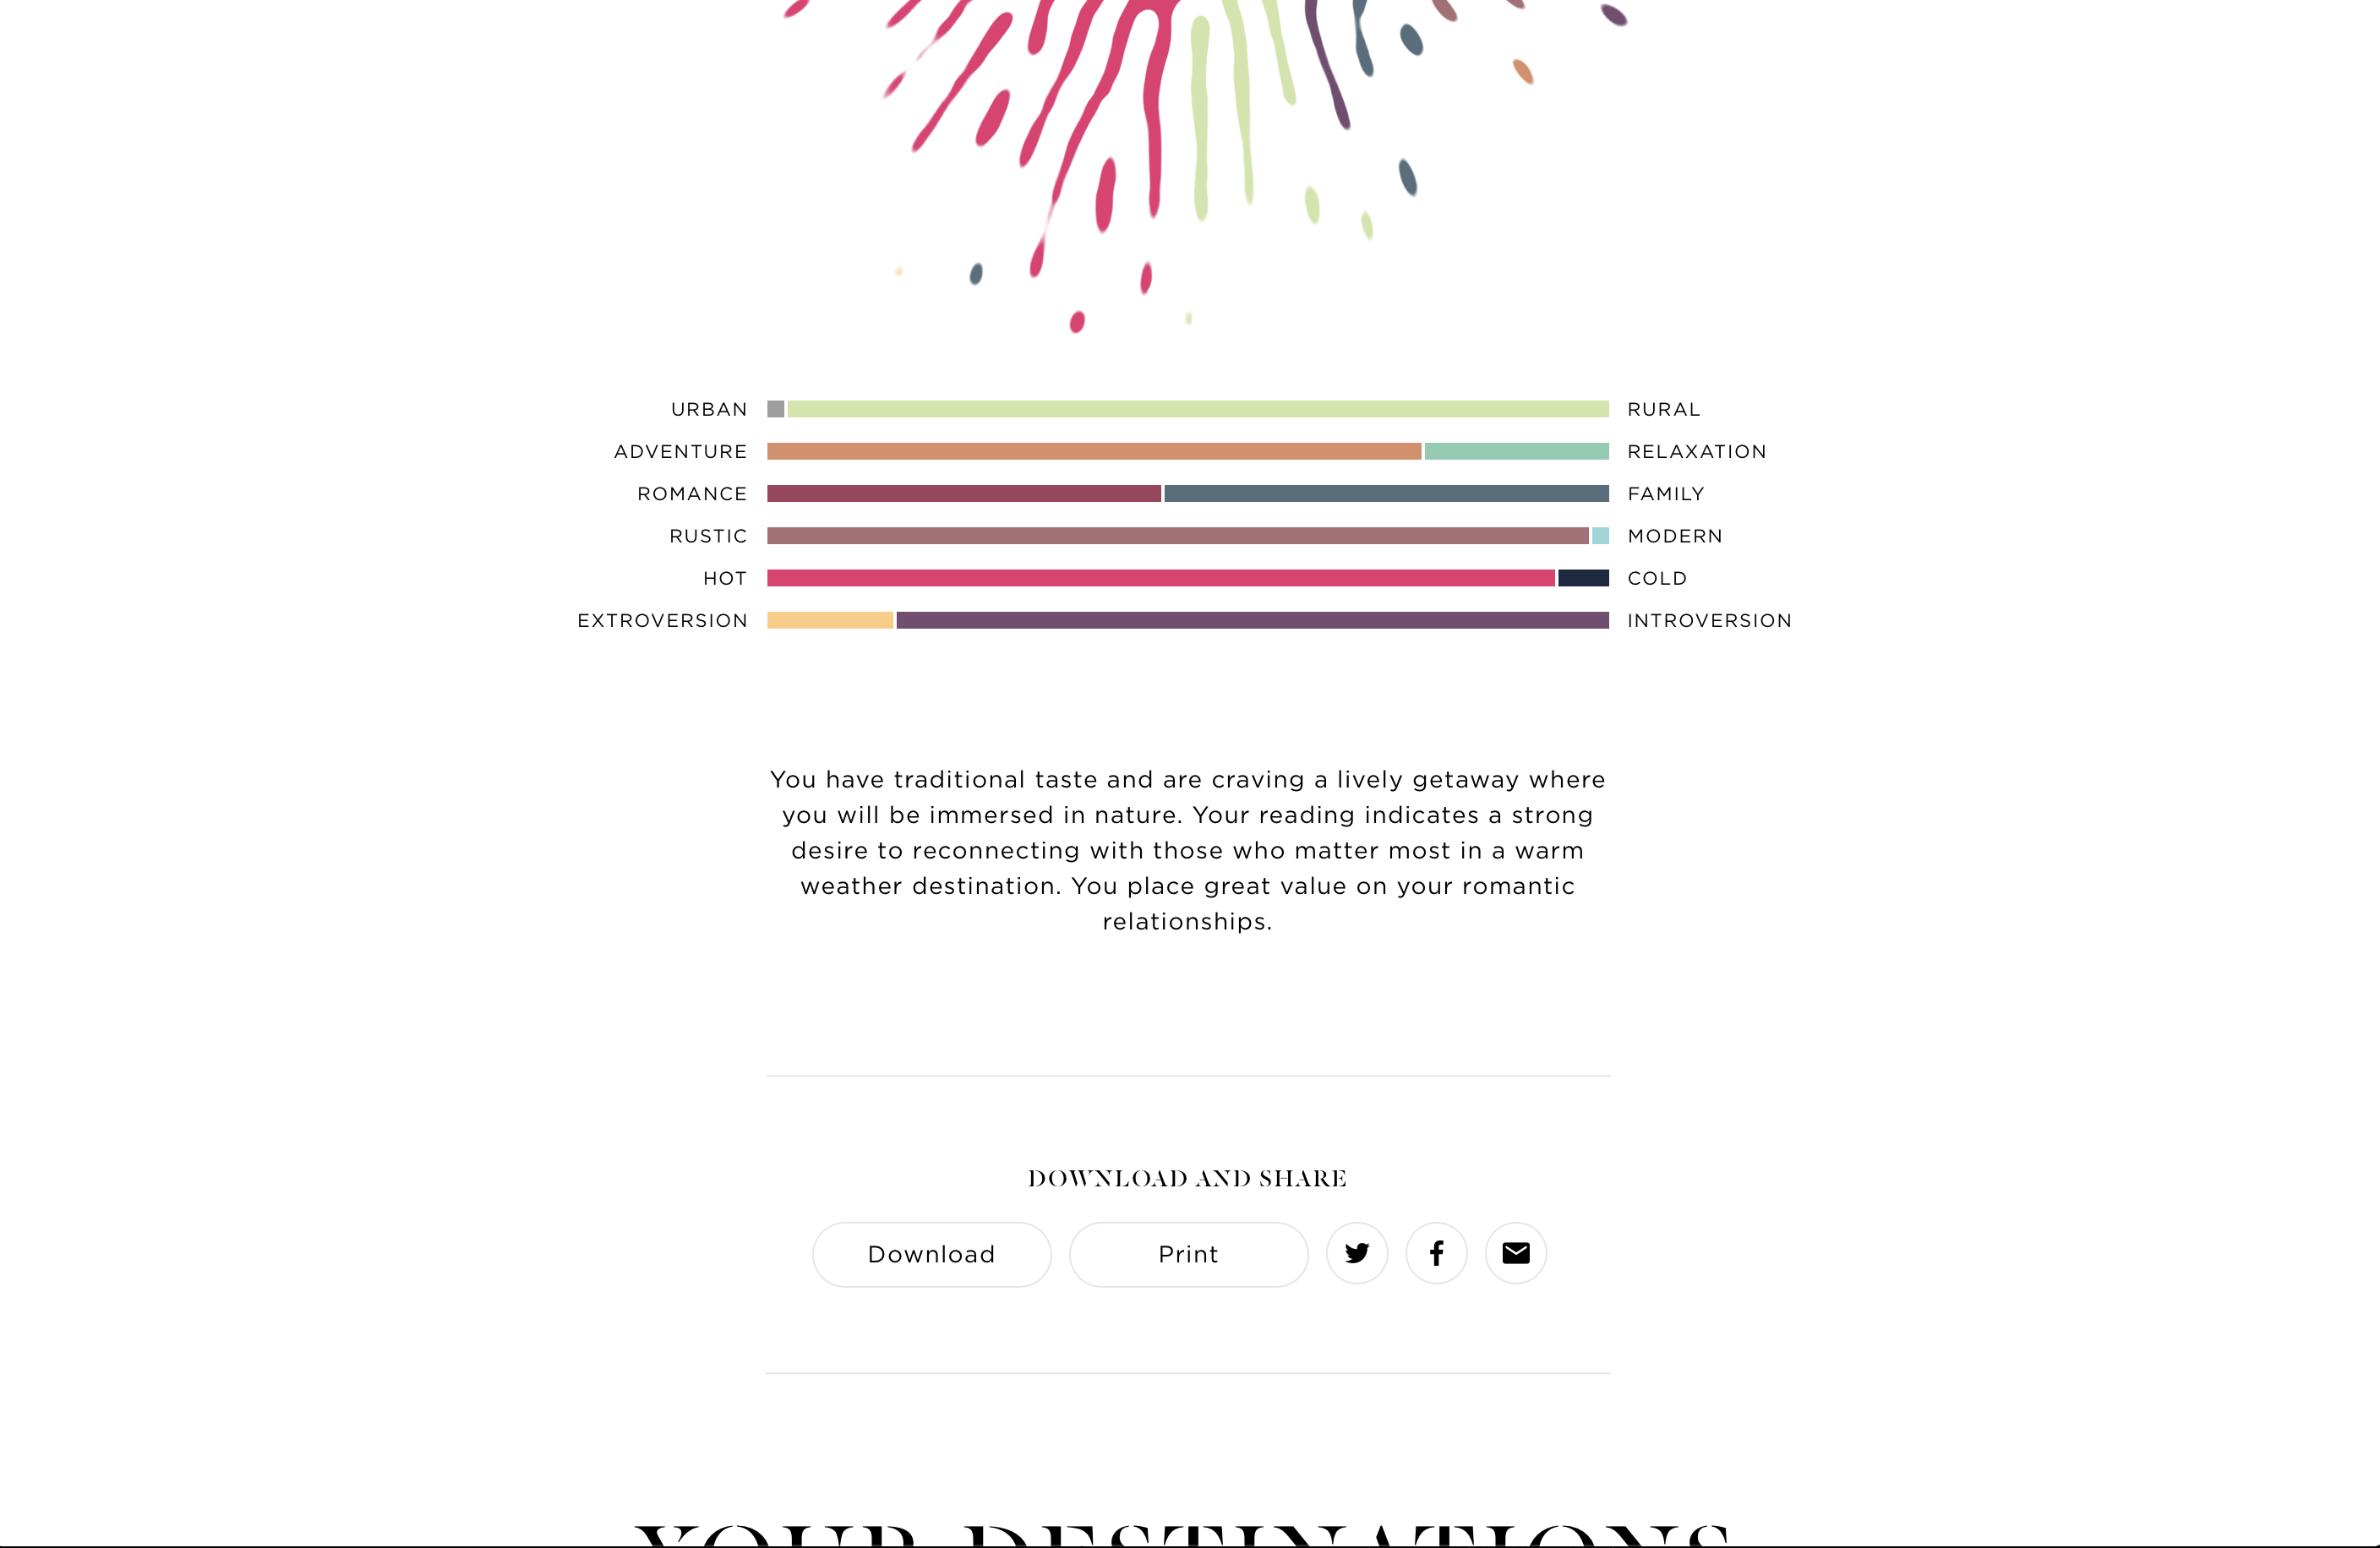 URBAN RURAL
ADVENTURE RELAXATION
ROMANCE FAMILY
RUSTIC MODERN
HOT COLD
EXTROVERSION INTROVERSION
You have traditional taste and are craving a lively getaway where
you will be immersed in nature. Your reading indicates a strong
desire to reconnecting with those who matter most in a warm
weather destination. You place great value on your romantic
relationships.
DOWNLOAD AND SHARE
Download Print
YOUR DESTINATIONS